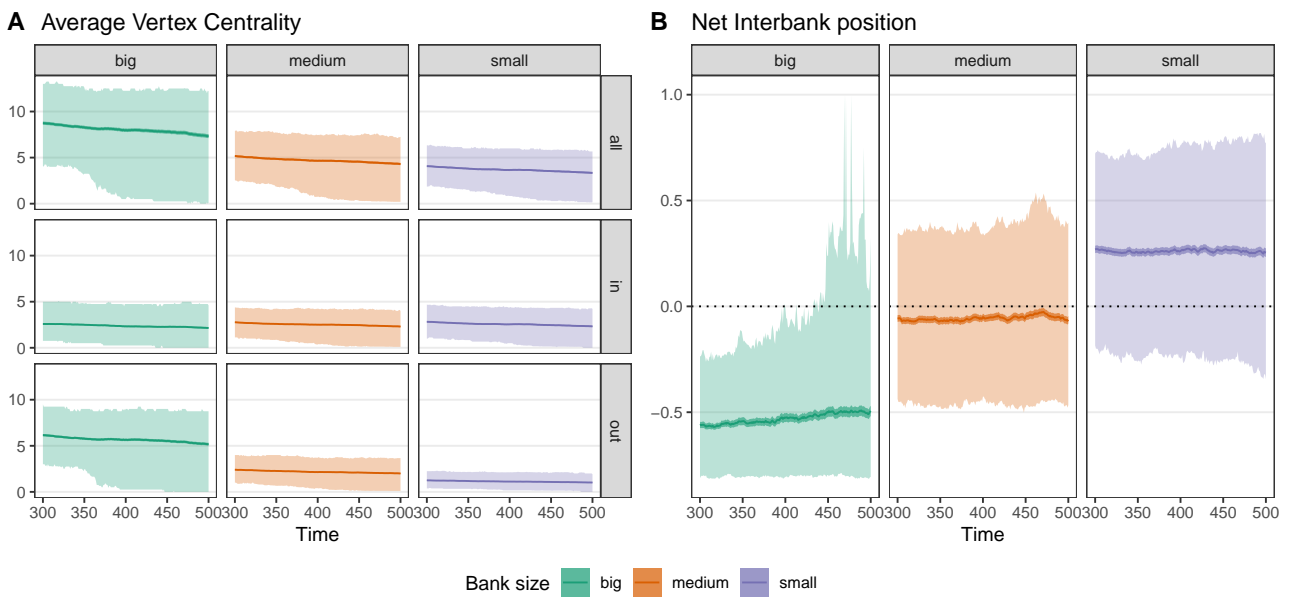 A Average Vertex Centrality
big medium small
10
5
0
all
10
5
0
in
10
5
0
out
300 350 400 450 500 300 350 400 450 500 300 350 400 450 500
Time
B Net Interbank position
big medium small
1.0
0.5
0.0
−0.5
300 350 400 450 500 300 350 400 450 500 300 350 400 450 500
Time
Bank size big medium small